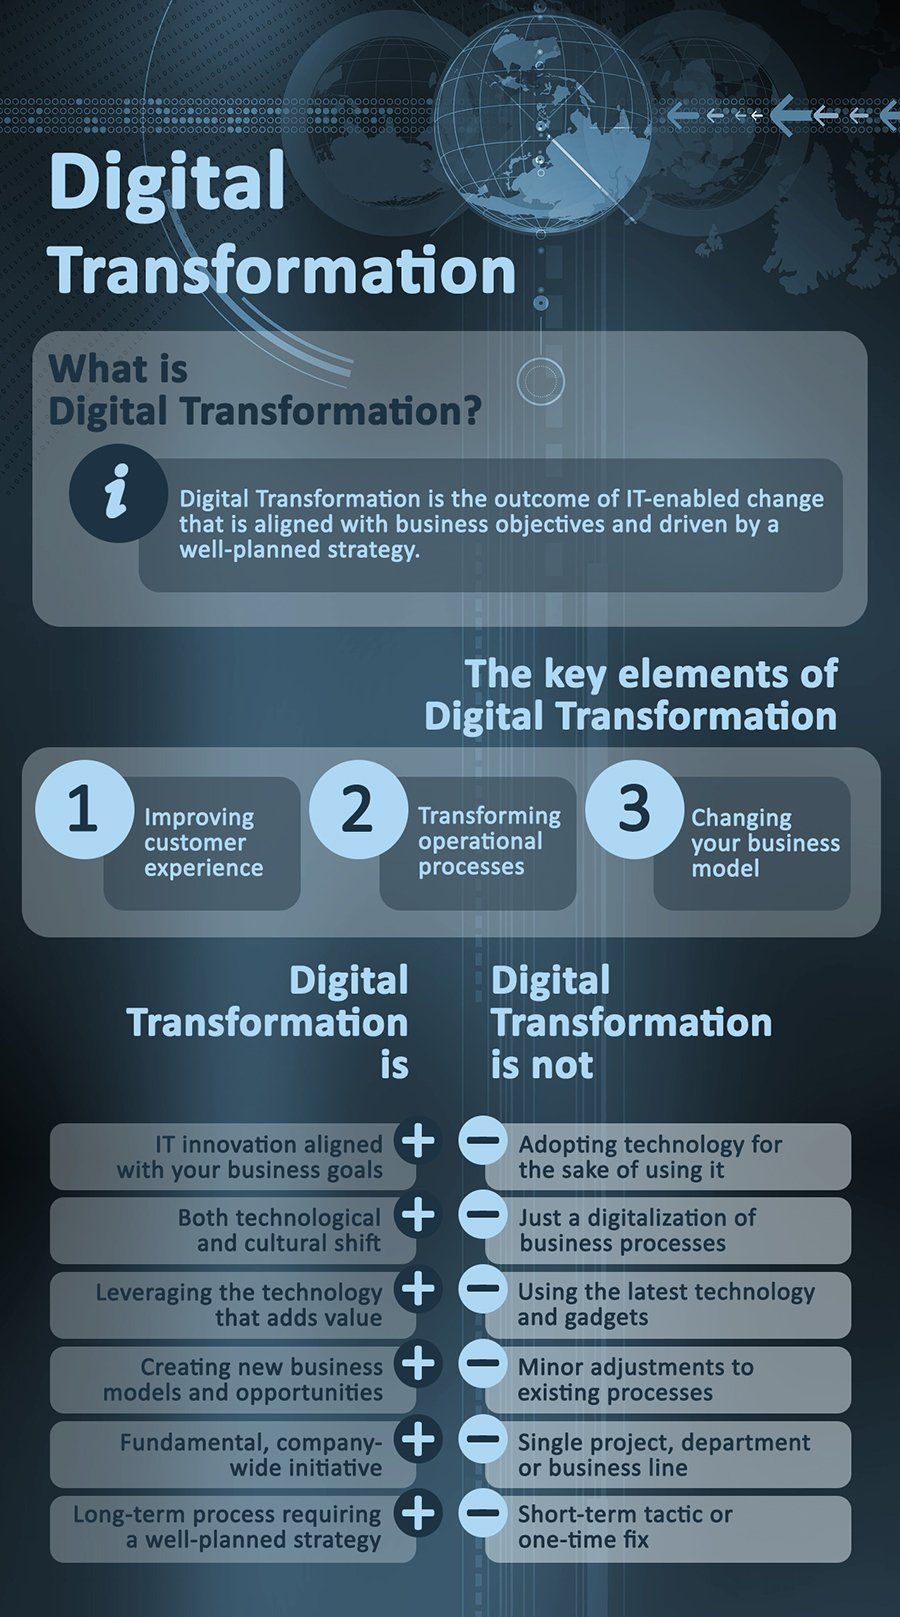 Digital
Transformation
What is
Digital Transformation?
i
Digital Transformation is the outcome of IT-enabled change
that is aligned with business objectives and driven by a
well-planned strategy.
The key elements of
Digital Transformation
1
Improving
customer
experience
2
Transforming
operational
processes
3
Changing
your business
model
Digital
Transformation
is
Digital
Transformation
is not
IT innovation aligned
with your business goals
Adopting technology for
the sake of using it
Both technological
and cultural shift
Just a digitalization of
business processes
Leveraging the technology
that adds value
Using the latest technology
and gadgets
Creating new business
models and opportunities
Minor adjustments to
existing processes
Fundamental, company-
wide initiative
Single project, department
or business line
Long-term process requiring
a well-planned strategy
Short-term tactic or
one-time fix